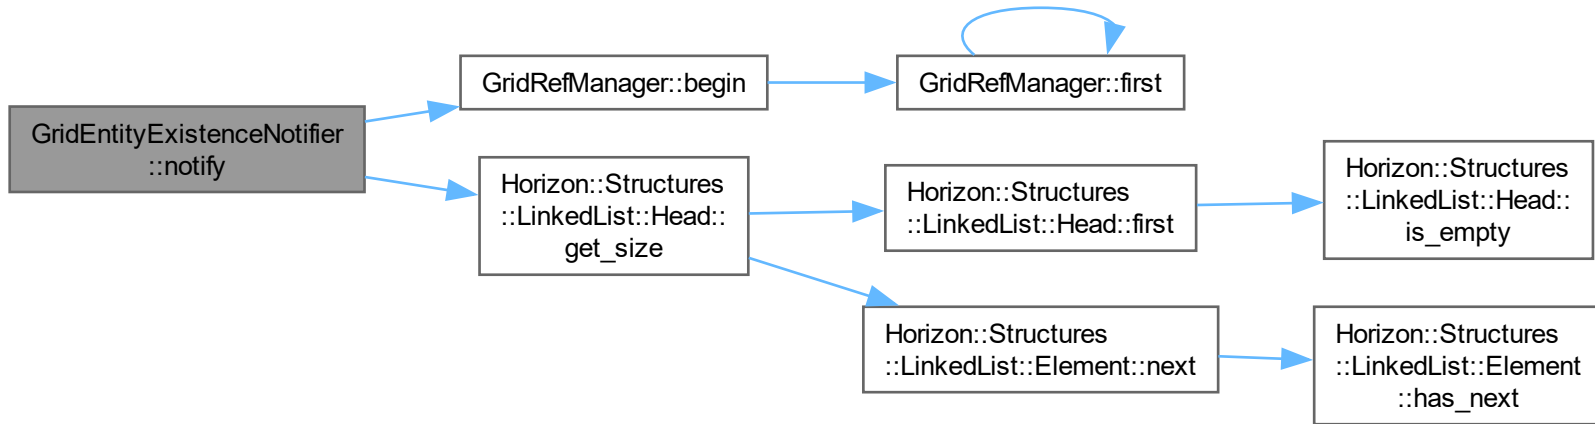 GridEntityExistenceNotifier
::notify
GridRefManager::begin
GridRefManager::first
Horizon::Structures
::LinkedList::Head::
get_size
Horizon::Structures
::LinkedList::Head::first
Horizon::Structures
::LinkedList::Head::
is_empty
Horizon::Structures
::LinkedList::Element::next
Horizon::Structures
::LinkedList::Element
::has_next